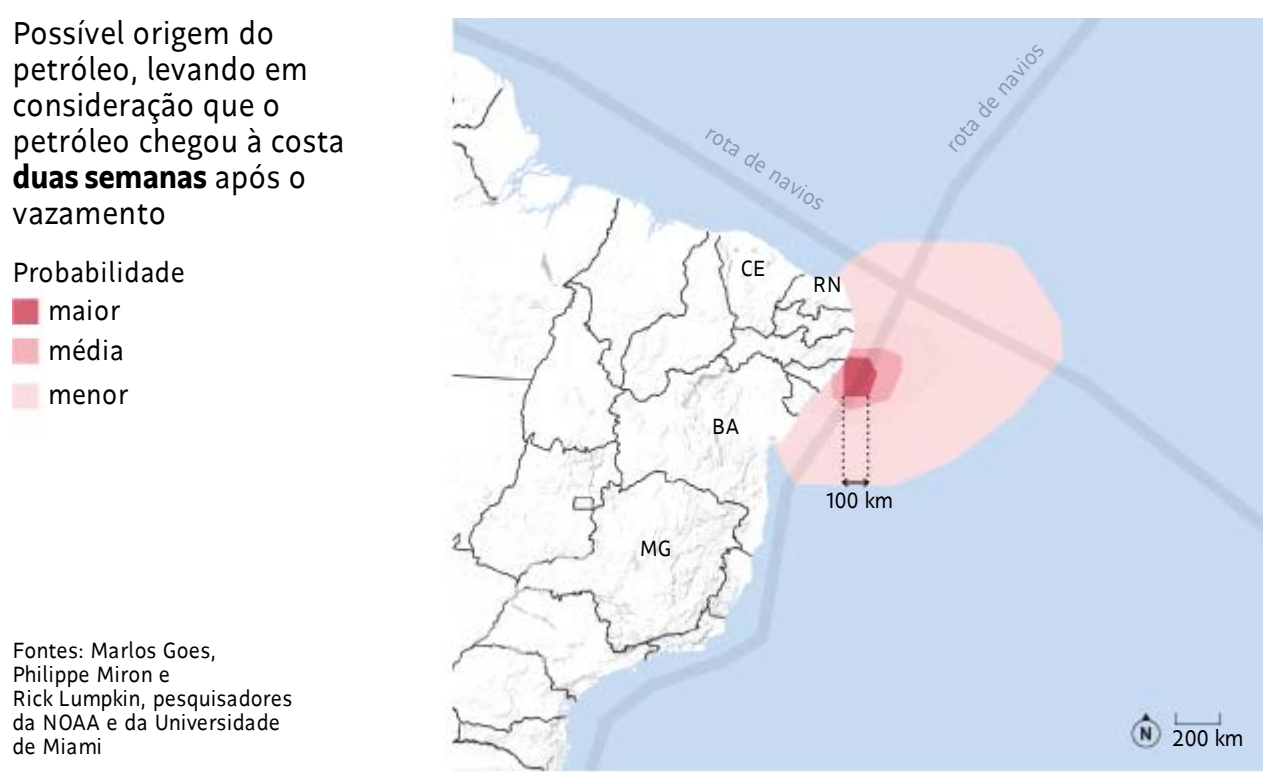 Possível origem do
petróleo, levando em
consideração que o
petróleo chegou à costa
duas semanas após o
vazamento
Probabilidade
maior
média
menor
Fontes: Marlos Goes,
Philippe Miron e
Rick Lumpkin, pesquisadores
da NOAA e da Universidade
de Miami
rota de navios
rota de navios
CE
RN
BA
MG
100 km
N
200 km